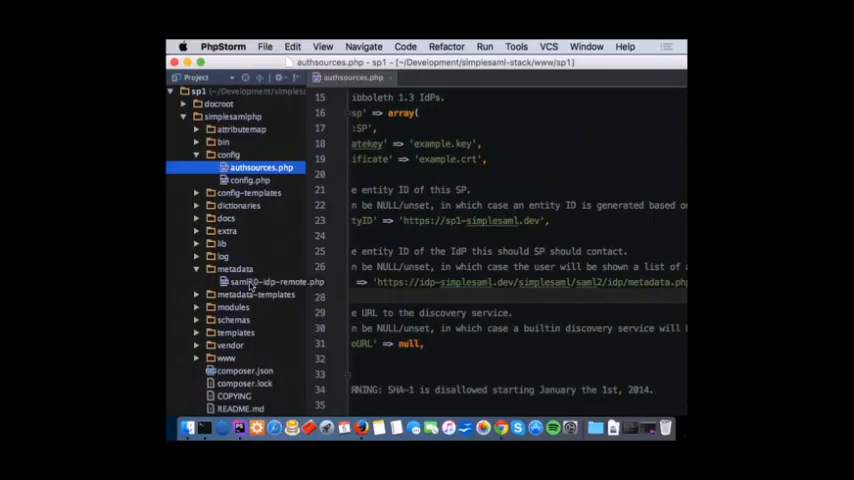 PhpStorm File Edit View Navigate Code Refactor Run Tools VCS Window Help
authsources.php - sp1 (~/Development/simplesaml-stack/www/sp1)
Project
authsources.php
sp1 (~/Development/simplesa
docroot
simplesamlphp
attributemap
bin
config
authsources.php
config.php
config-templates
dictionaries
docs
extra
lib
log
metadata
idp-remote.php
metadata-templates
modules
schemas
templates
vendor
www
composer.json
composer.lock
COPYING
README.md
15 ibboleth 1.3 IdPs.
16 sp' => array(
17 :SP',
18 atekey' => 'example.key',
19 ificate' => 'example.crt',
20
21 e entity ID of this SP.
22 n be NULL/unset, in which case an entity ID is generated based o
23 tyID' => 'https://sp1-simplesaml.dev',
24
25 e entity ID of the IdP this should SP should contact.
26 n be NULL/unset, in which case the user will be shown a list of a
=> 'https://idp-simplesaml.dev/simplesaml/saml2/idp/metadata.php
28
29 e URL to the discovery service.
30 n be NULL/unset, in which case a builtin discovery service will b
31 oURL' => null,
32
33
34 RNING: SHA-1 is disallowed starting January the 1st, 2014.
35